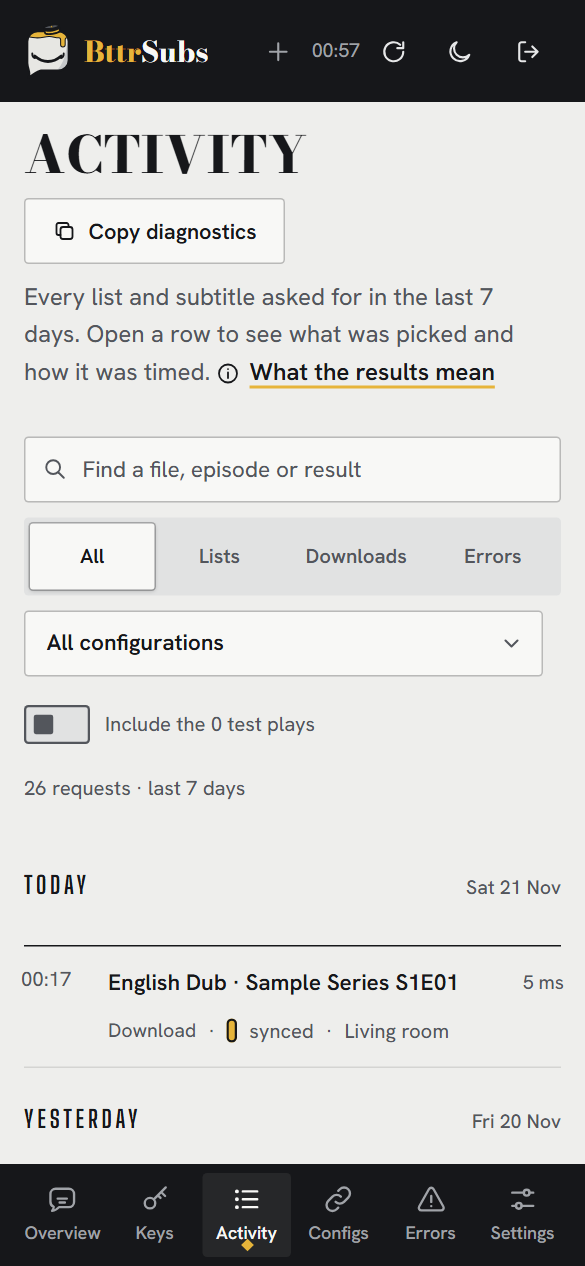 BttrSubs
00:57
ACTIVITY
Copy diagnostics
Every list and subtitle asked for in the last 7
days. Open a row to see what was picked and
how it was timed. What the results mean
Find a file, episode or result
All Lists Downloads Errors
All configurations
Include the 0 test plays
26 requests · last 7 days
TODAY Sat 21 Nov
00:17 English Dub · Sample Series S1E01 5 ms
Download · synced · Living room
YESTERDAY Fri 20 Nov
Overview Keys Activity Configs Errors Settings